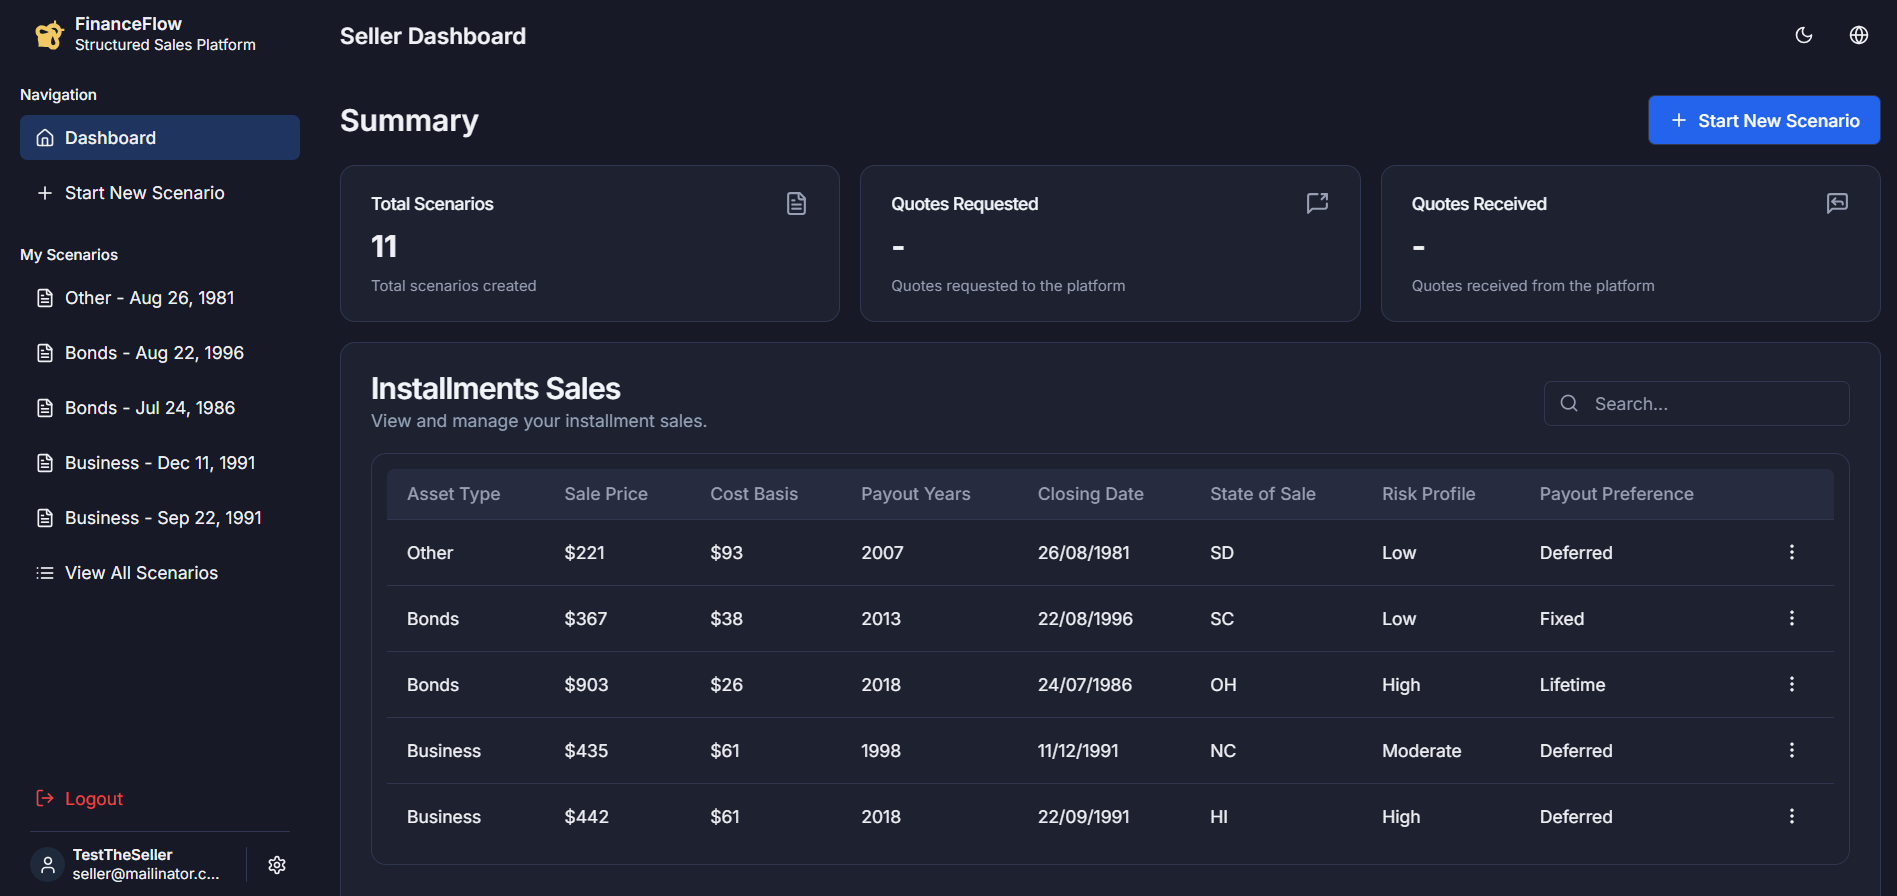 FinanceFlow
Structured Sales Platform
Navigation
Dashboard
Start New Scenario
My Scenarios
Other - Aug 26, 1981
Bonds - Aug 22, 1996
Bonds - Jul 24, 1986
Business - Dec 11, 1991
Business - Sep 22, 1991
View All Scenarios
Logout
TestTheSeller
seller@mailinator.c...
Seller Dashboard
Summary
Start New Scenario
Total Scenarios
11
Total scenarios created
Quotes Requested
-
Quotes requested to the platform
Quotes Received
-
Quotes received from the platform
Installments Sales
View and manage your installment sales.
Search...
Asset Type Sale Price Cost Basis Payout Years Closing Date State of Sale Risk Profile Payout Preference
Other $221 $93 2007 26/08/1981 SD Low Deferred
Bonds $367 $38 2013 22/08/1996 SC Low Fixed
Bonds $903 $26 2018 24/07/1986 OH High Lifetime
Business $435 $61 1998 11/12/1991 NC Moderate Deferred
Business $442 $61 2018 22/09/1991 HI High Deferred